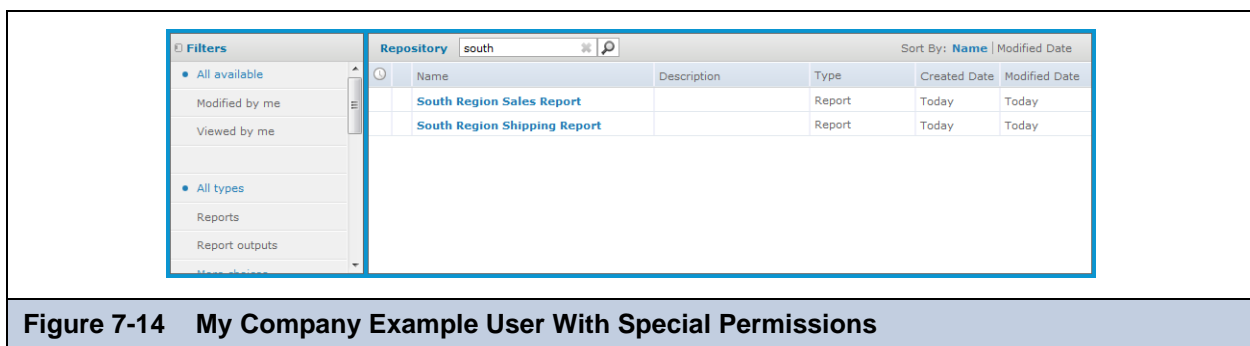 Filters
All available
Modified by me
Viewed by me
All types
Reports
Report outputs
More choices
Repository south Sort By: Name | Modified Date
Name Description Type Created Date Modified Date
South Region Sales Report Report Today Today
South Region Shipping Report Report Today Today
Figure 7-14 My Company Example User With Special Permissions